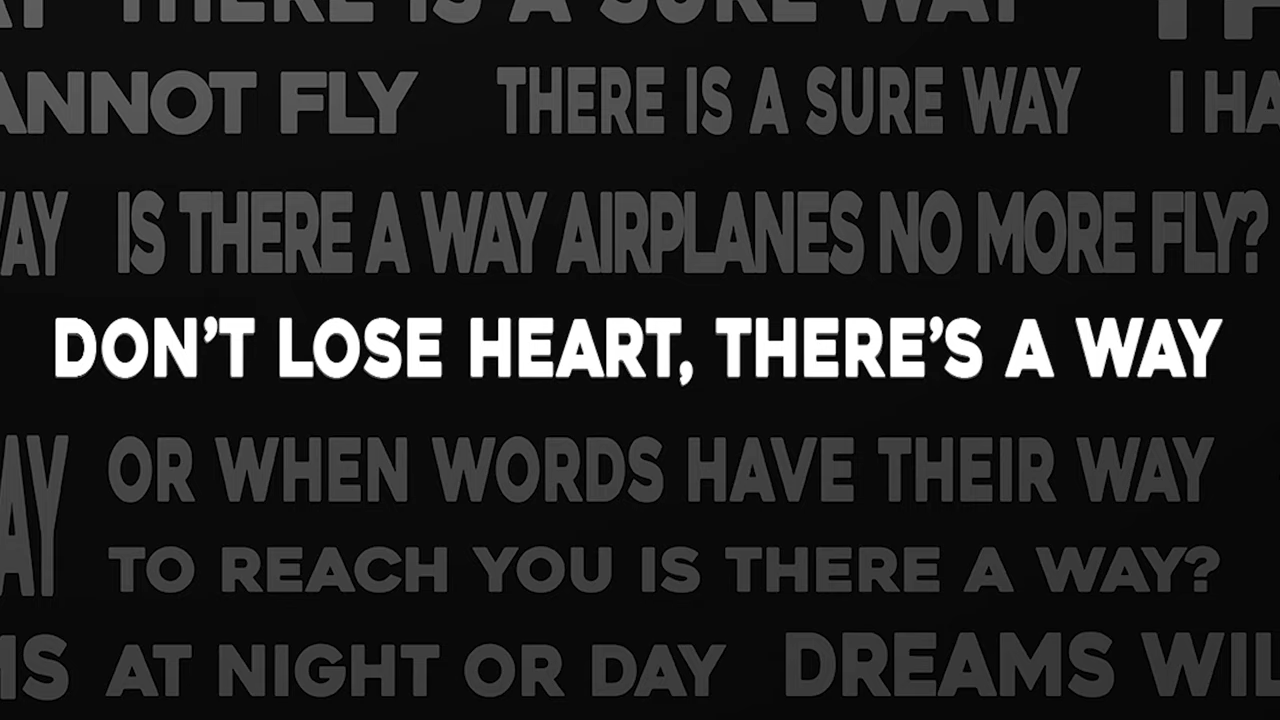 THERE IS A SURE WAY
ANNOT FLY THERE IS A SURE WAY I HA
WAY IS THERE A WAY AIRPLANES NO MORE FLY?
DON'T LOSE HEART, THERE'S A WAY
AY OR WHEN WORDS HAVE THEIR WAY
TO REACH YOU IS THERE A WAY?
MS AT NIGHT OR DAY DREAMS WIL